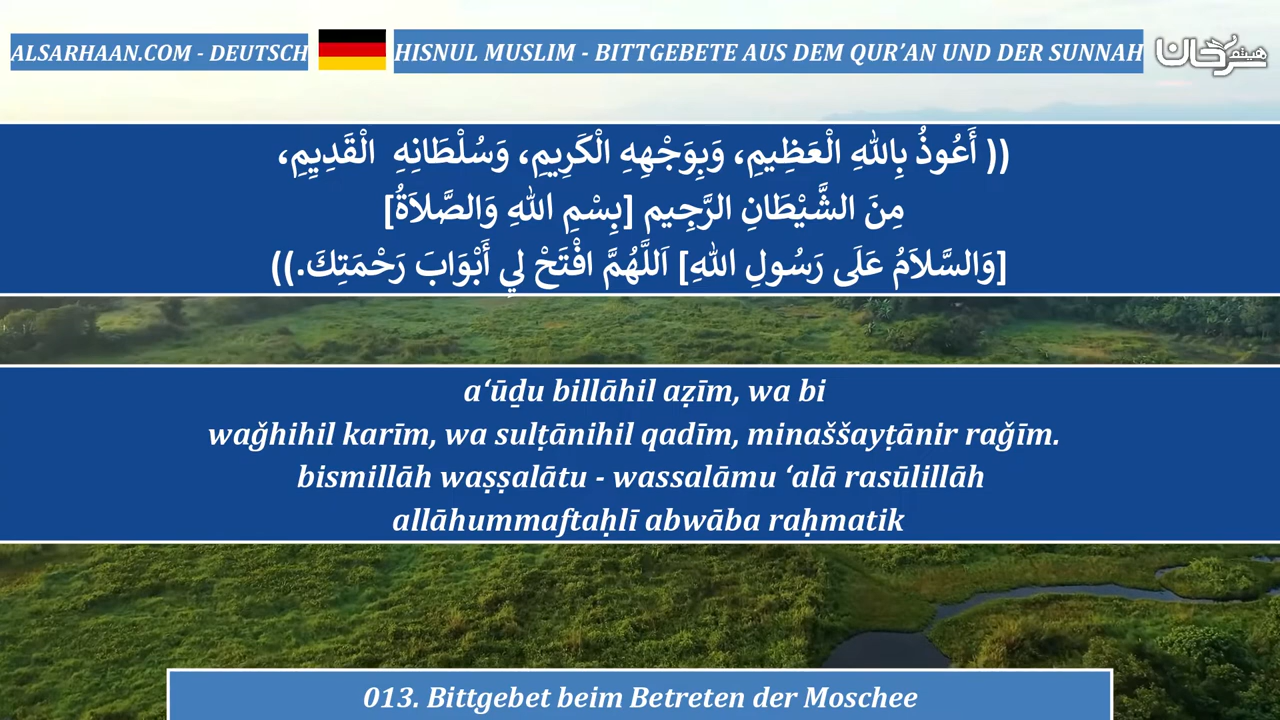 ALSARHAAN.COM - DEUTSCH
HISNUL MUSLIM - BITTGEBETE AUS DEM QUR’AN UND DER SUNNAH
هيثم سرحان
(( أَعُوذُ بِاللهِ الْعَظِيمِ، وَبِوَجْهِهِ الْكَرِيمِ، وَسُلْطَانِهِ الْقَدِيمِ،
مِنَ الشَّيْطَانِ الرَّجِيم [بِسْمِ اللهِ وَالصَّلاَةُ]
[وَالسَّلاَمُ عَلَى رَسُولِ اللهِ] اَللَّهُمَّ افْتَحْ لِي أَبْوَابَ رَحْمَتِكَ.))
a‘ūḏu billāhil aẓīm, wa bi
waǧhihil karīm, wa sulṭānihil qadīm, minaššayṭānir raǧīm.
bismillāh waṣṣalātu - wassalāmu ‘alā rasūlillāh
allāhummaftaḥlī abwāba raḥmatik
013. Bittgebet beim Betreten der Moschee